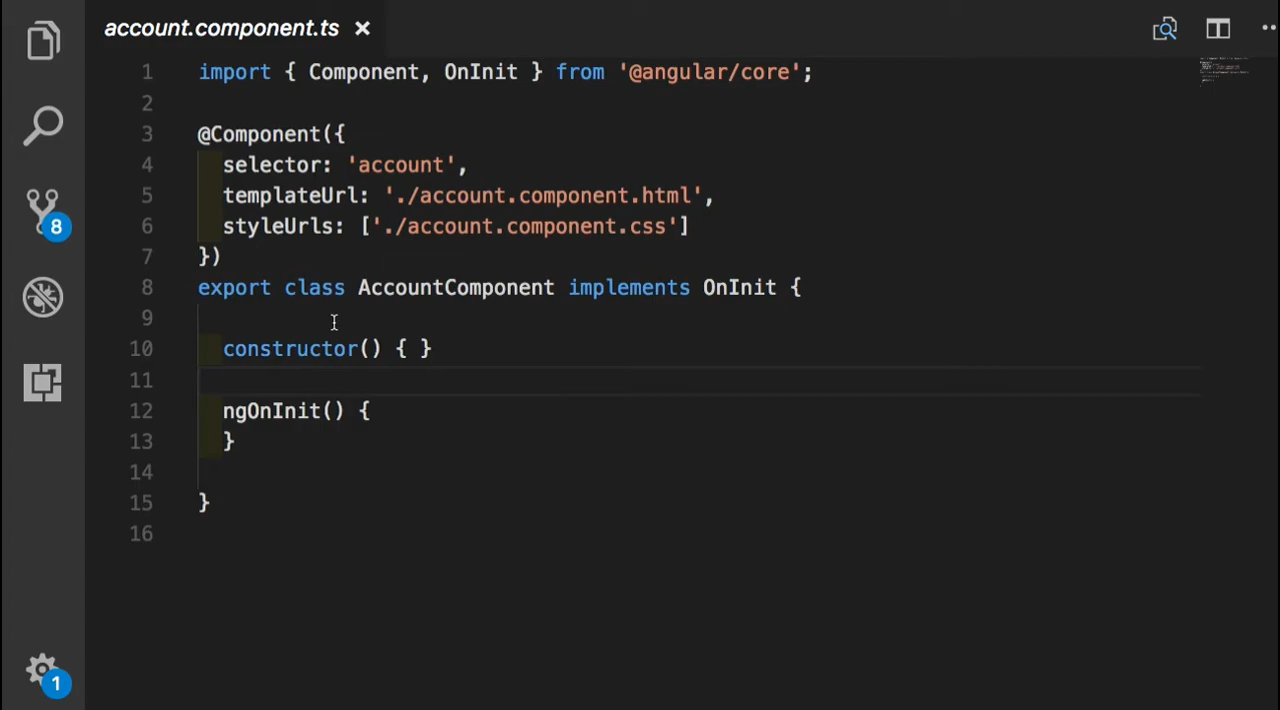 account.component.ts
1 import { Component, OnInit } from '@angular/core';
2
3 @Component({
4 selector: 'account',
5 templateUrl: './account.component.html',
6 styleUrls: ['./account.component.css']
7 })
8 export class AccountComponent implements OnInit {
9
10 constructor() { }
11
12 ngOnInit() {
13 }
14
15 }
16
8
1